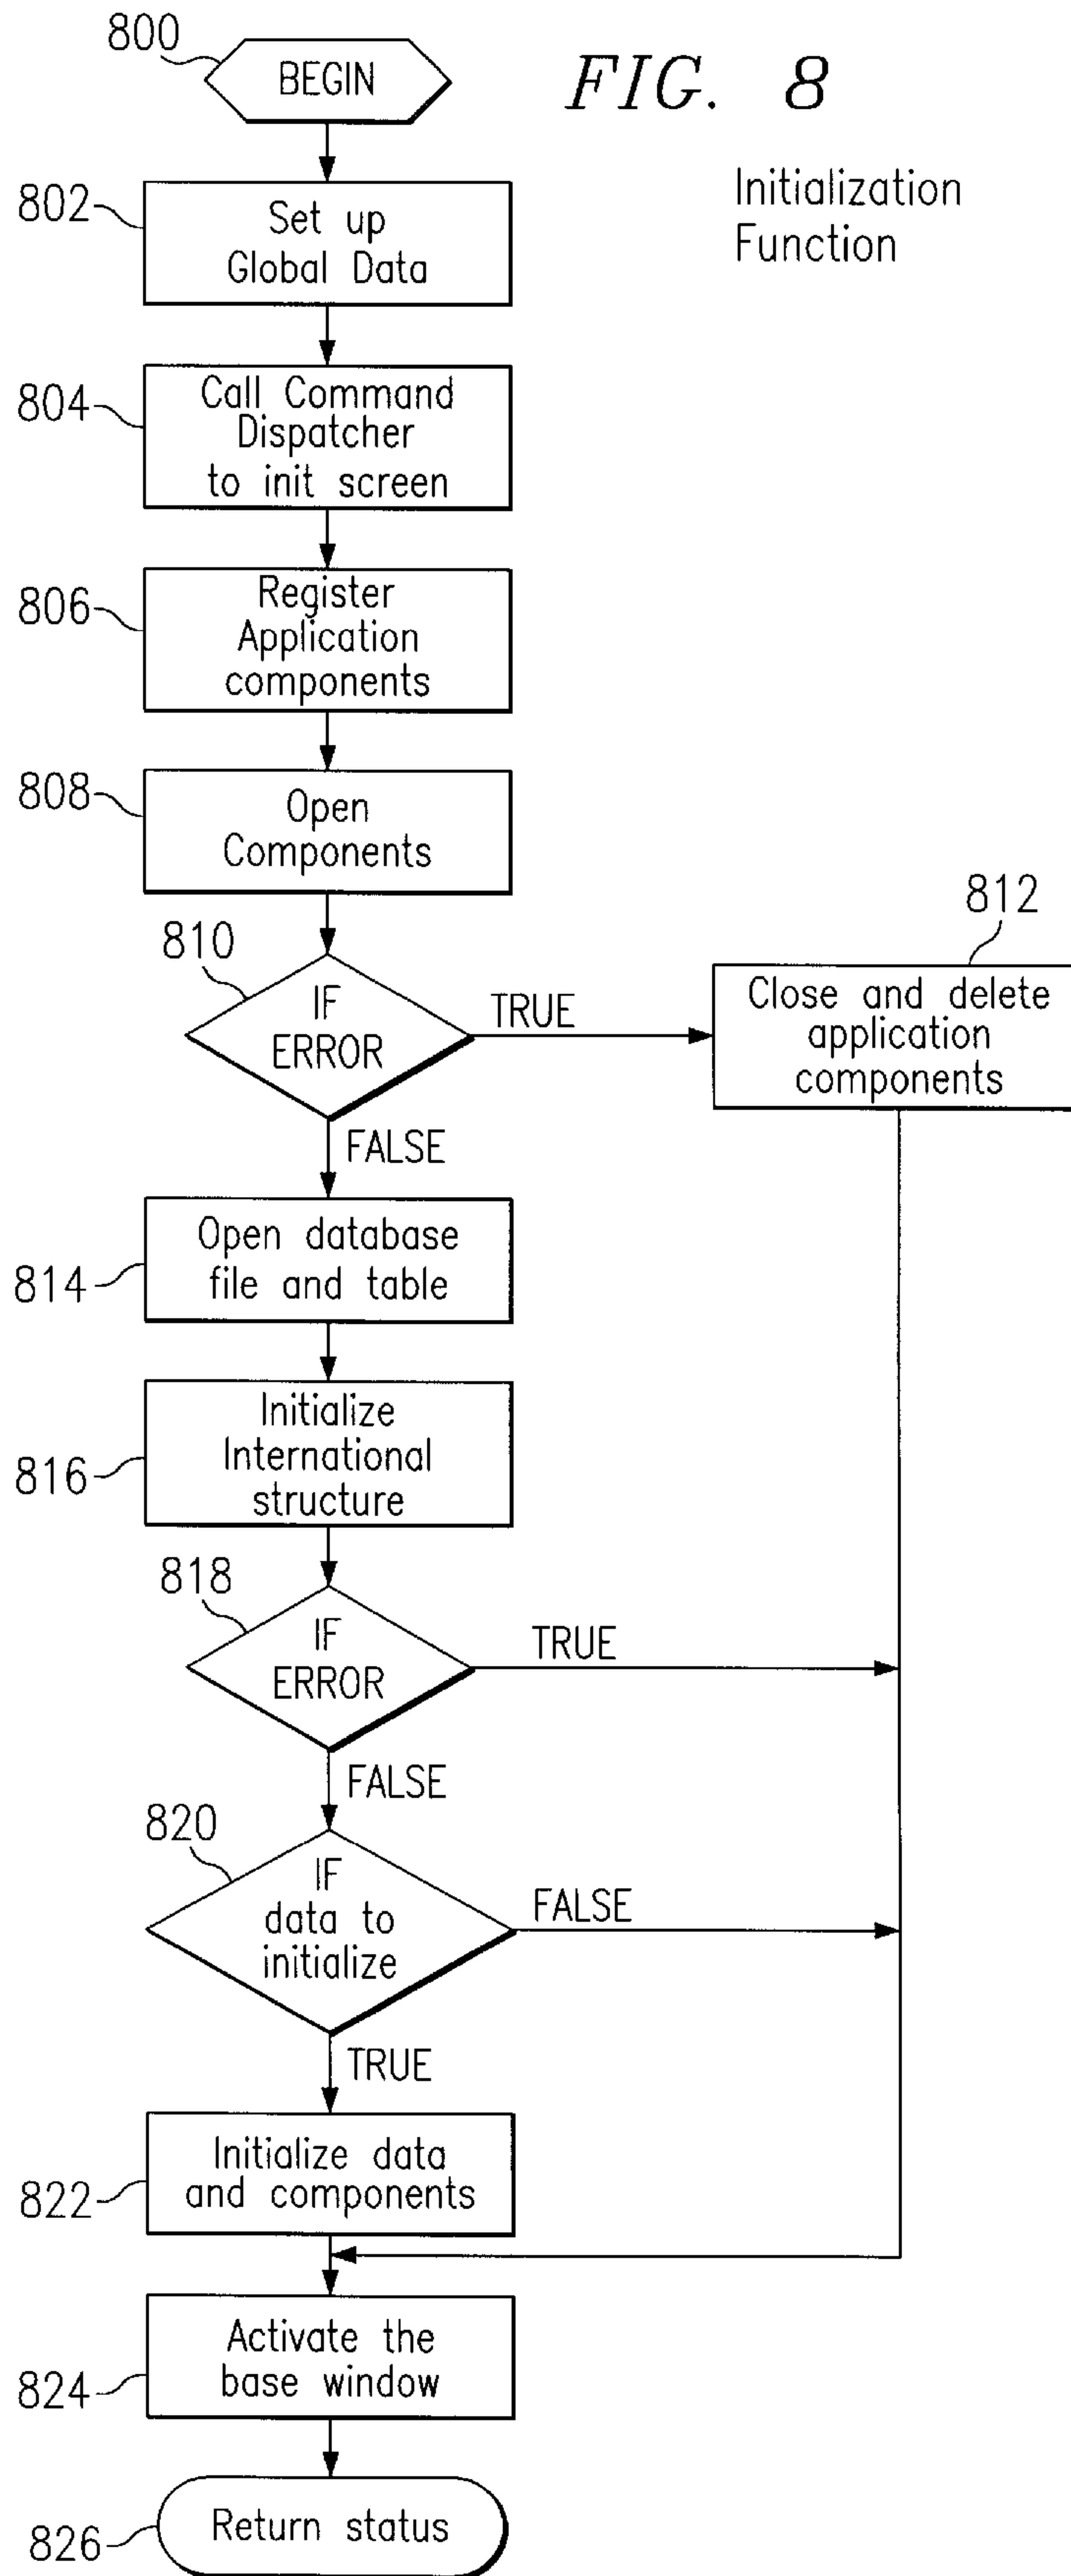 800
BEGIN
FIG. 8
Initialization
Function
802
Set up
Global Data
804
Call Command
Dispatcher
to init screen
806
Register
Application
components
808
Open
Components
810
IF
ERROR
TRUE
812
Close and delete
application
components
FALSE
814
Open database
file and table
816
Initialize
International
structure
818
IF
ERROR
TRUE
FALSE
820
IF
data to
initialize
FALSE
TRUE
822
Initialize data
and components
824
Activate the
base window
826
Return status